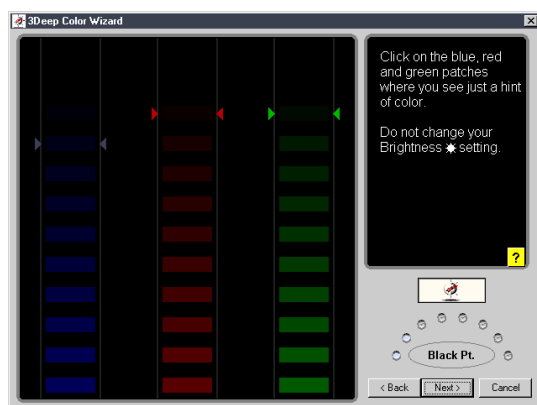 3Deep Color Wizard
Click on the blue, red
and green patches
where you see just a hint
of color.
Do not change your
Brightness setting.
?
Black Pt.
< Back
Next >
Cancel